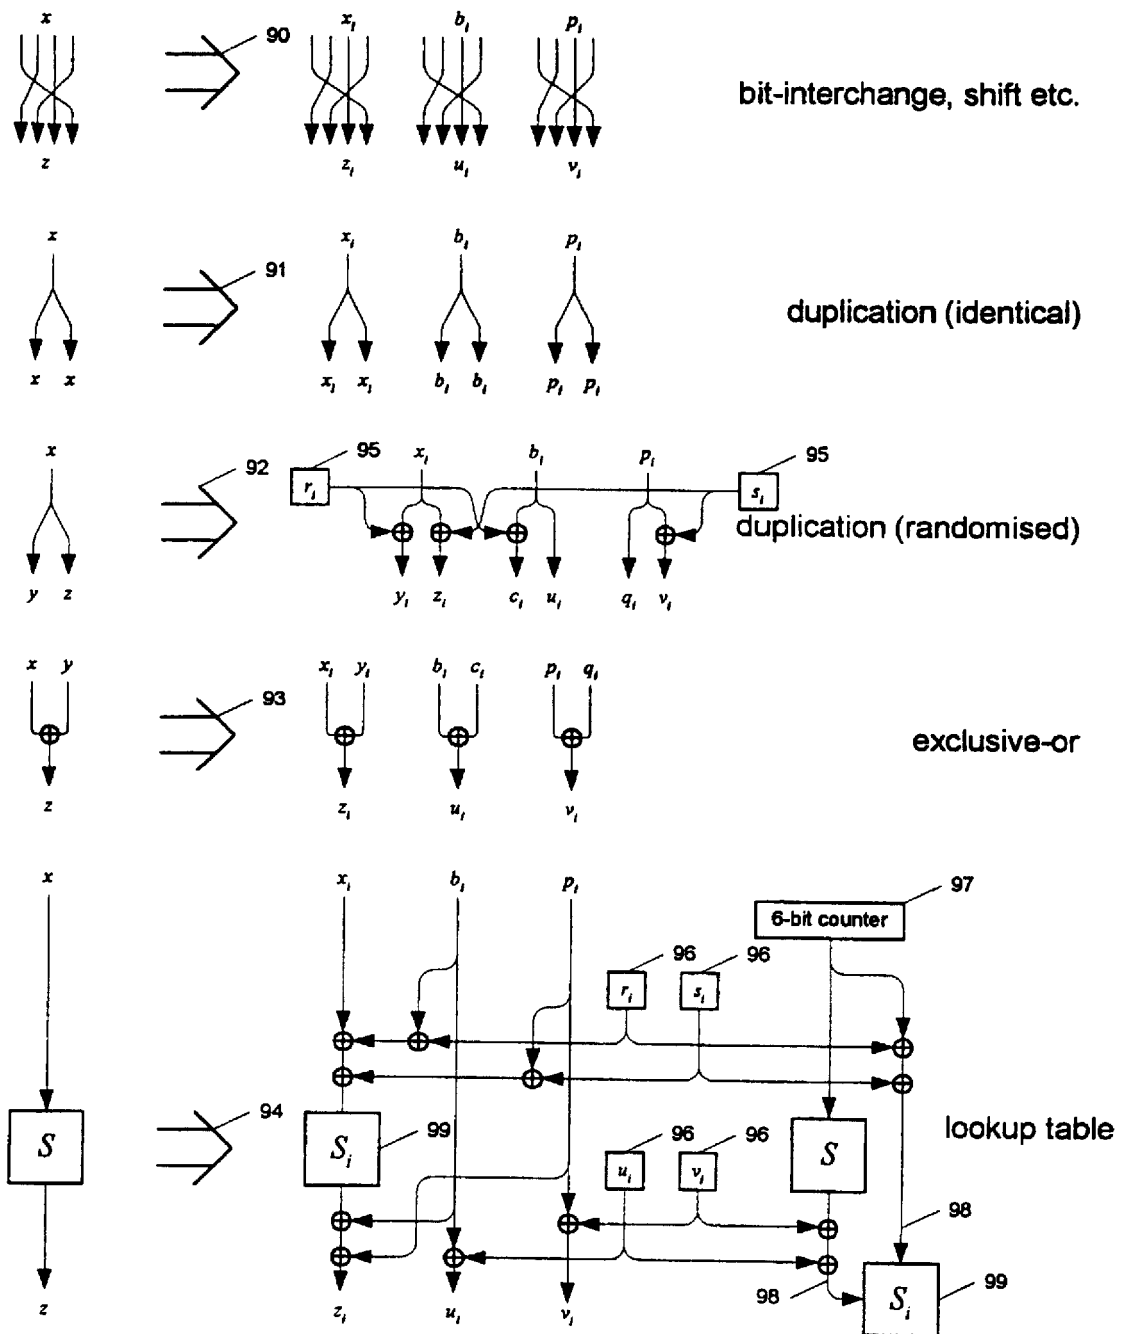 x 90 x_i b_i p_i
bit-interchange, shift etc.
z z_i u_i v_i
x 91 x_i b_i p_i
duplication (identical)
x x x_i x_i b_i b_i p_i p_i
x 92 95 x_i b_i p_i 95
r_i s_i
duplication (randomised)
y z y_i z_i c_i u_i q_i v_i
x y 93 x_i y_i b_i c_i p_i q_i
exclusive-or
z z_i u_i v_i
x x_i b_i p_i 97
6-bit counter
96 96
r_i s_i
94 99 96 96 lookup table
S S_i u_i v_i S
98
98 S_i 99
z z_i u_i v_i